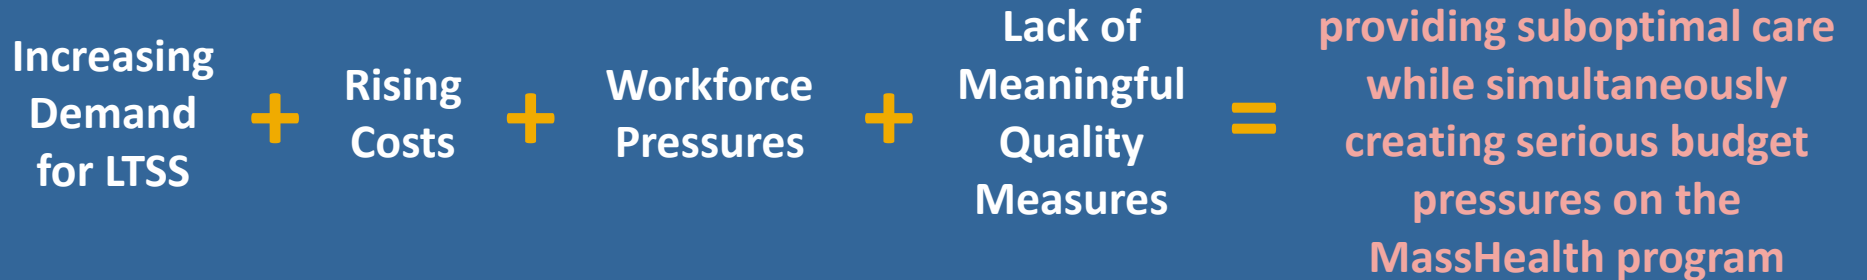 Increasing
Demand
for LTSS
+
Rising
Costs
+
Workforce
Pressures
+
Lack of
Meaningful
Quality
Measures
=
providing suboptimal care
while simultaneously
creating serious budget
pressures on the
MassHealth program